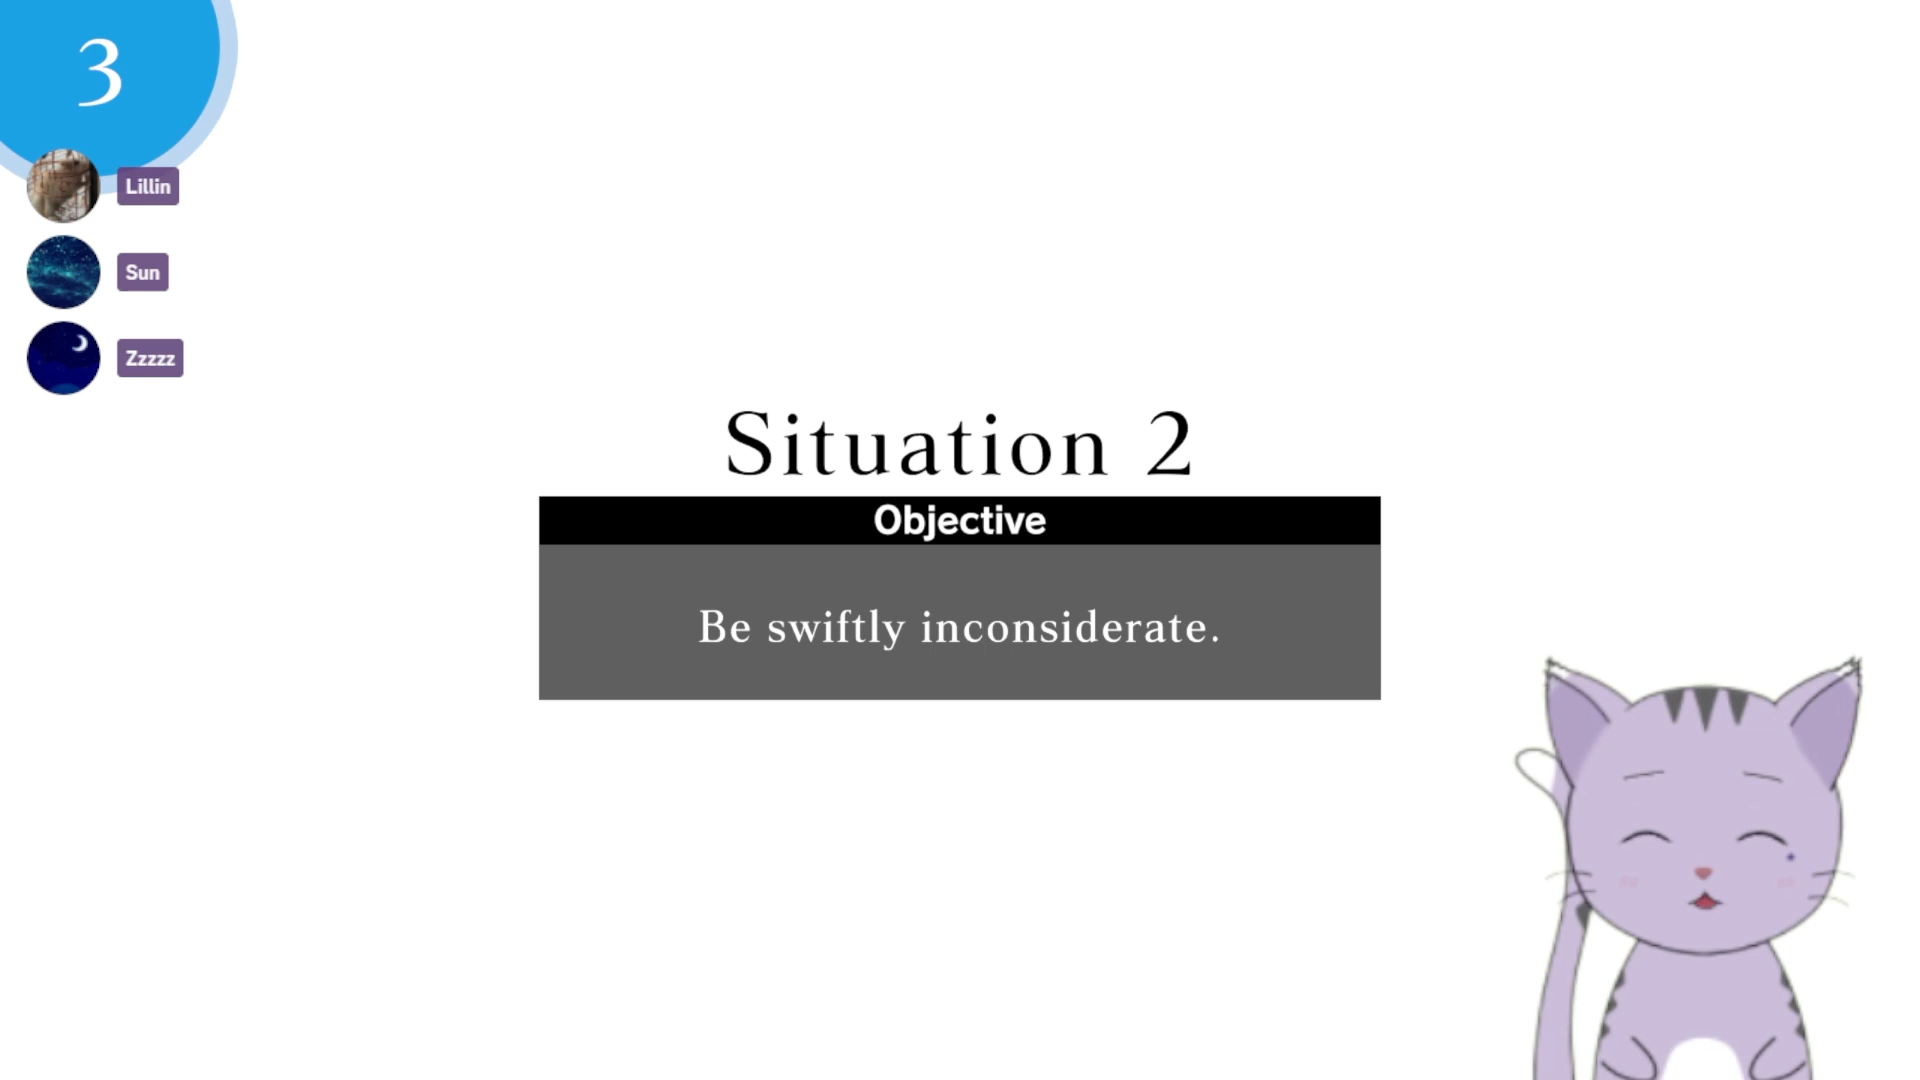 3
Lillin
Sun
Zzzzz
Situation 2
Objective
Be swiftly inconsiderate.